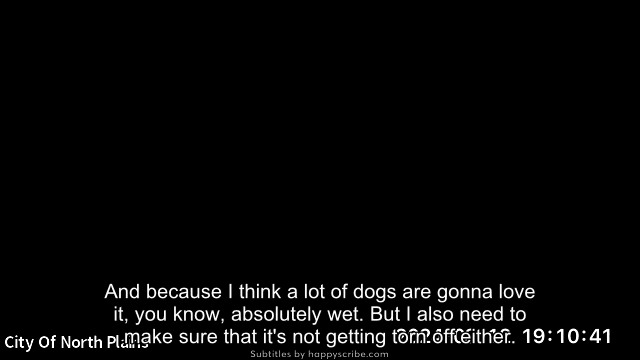 And because I think a lot of dogs are gonna love
it, you know, absolutely wet. But I also need to
make sure that it's not getting torn off either.
City Of North Plains
19:10:41
Subtitles by happyscribe.com